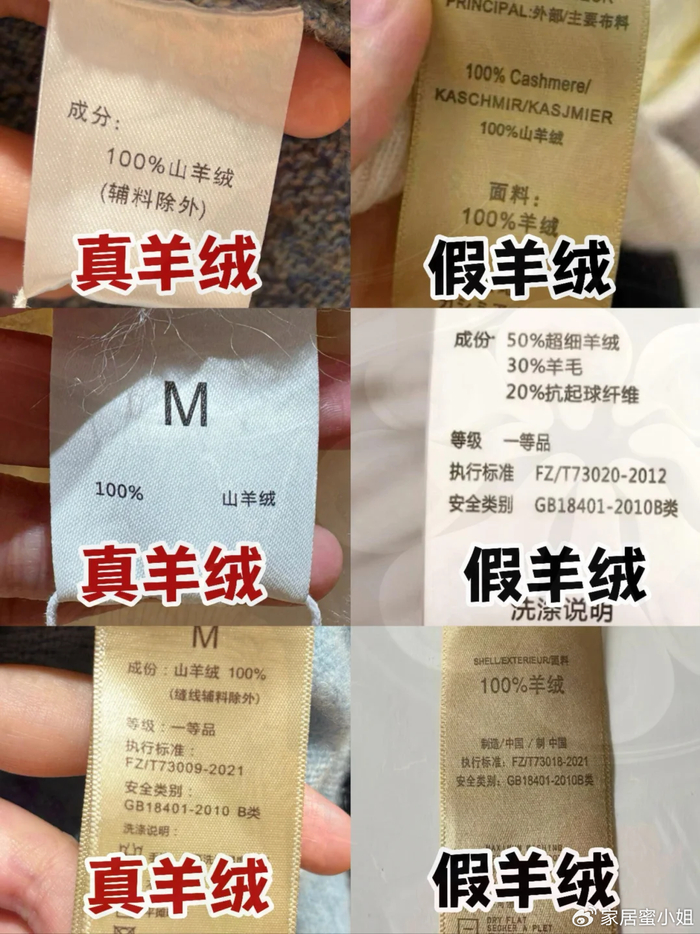 成分：
100%山羊绒
(辅料除外)
真羊绒
PRINCIPAL:外部/主要布料
100% Cashmere/
KASCHMIR/KASJMIER
100%山羊绒
面料：
100%羊绒
假羊绒
M
100% 山羊绒
真羊绒
成份 50%超细羊绒
30%羊毛
20%抗起球纤维
等级 一等品
执行标准 FZ/T73020-2012
安全类别 GB18401-2010B类
假羊绒
洗涤说明
M
成份：山羊绒 100%
(缝线辅料除外)
等级：一等品
执行标准：
FZ/T73009-2021
安全类别：
GB18401-2010 B类
洗涤说明：
真羊绒
SHELL/EXTERIEUR/面料
100%羊绒
制造/中国/制 中国
执行标准：FZ/T73018-2021
安全类别：GB18401-2010B类
假羊绒
DRY FLAT
SECHER A PLET
家居蜜小姐